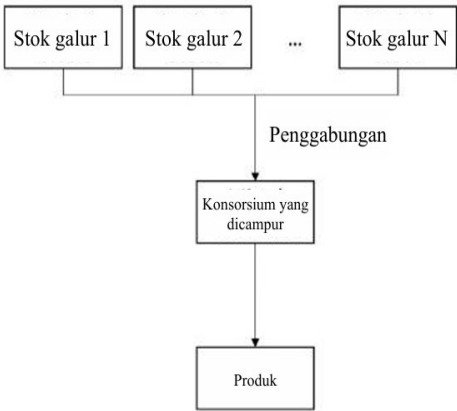 Stok galur 1 Stok galur 2 ... Stok galur N
Penggabungan
Konsorsium yang
dicampur
Produk